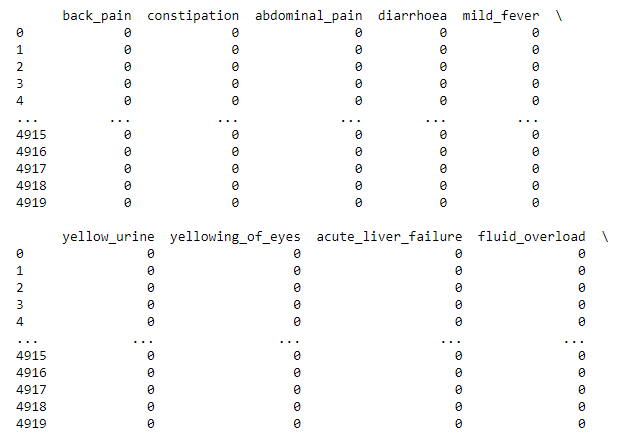 back_pain constipation abdominal_pain diarrhoea mild_fever \
0 0 0 0 0 0
1 0 0 0 0 0
2 0 0 0 0 0
3 0 0 0 0 0
4 0 0 0 0 0
... ... ... ... ... ...
4915 0 0 0 0 0
4916 0 0 0 0 0
4917 0 0 0 0 0
4918 0 0 0 0 0
4919 0 0 0 0 0
yellow_urine yellowing_of_eyes acute_liver_failure fluid_overload \
0 0 0 0 0
1 0 0 0 0
2 0 0 0 0
3 0 0 0 0
4 0 0 0 0
... ... ... ... ...
4915 0 0 0 0
4916 0 0 0 0
4917 0 0 0 0
4918 0 0 0 0
4919 0 0 0 0